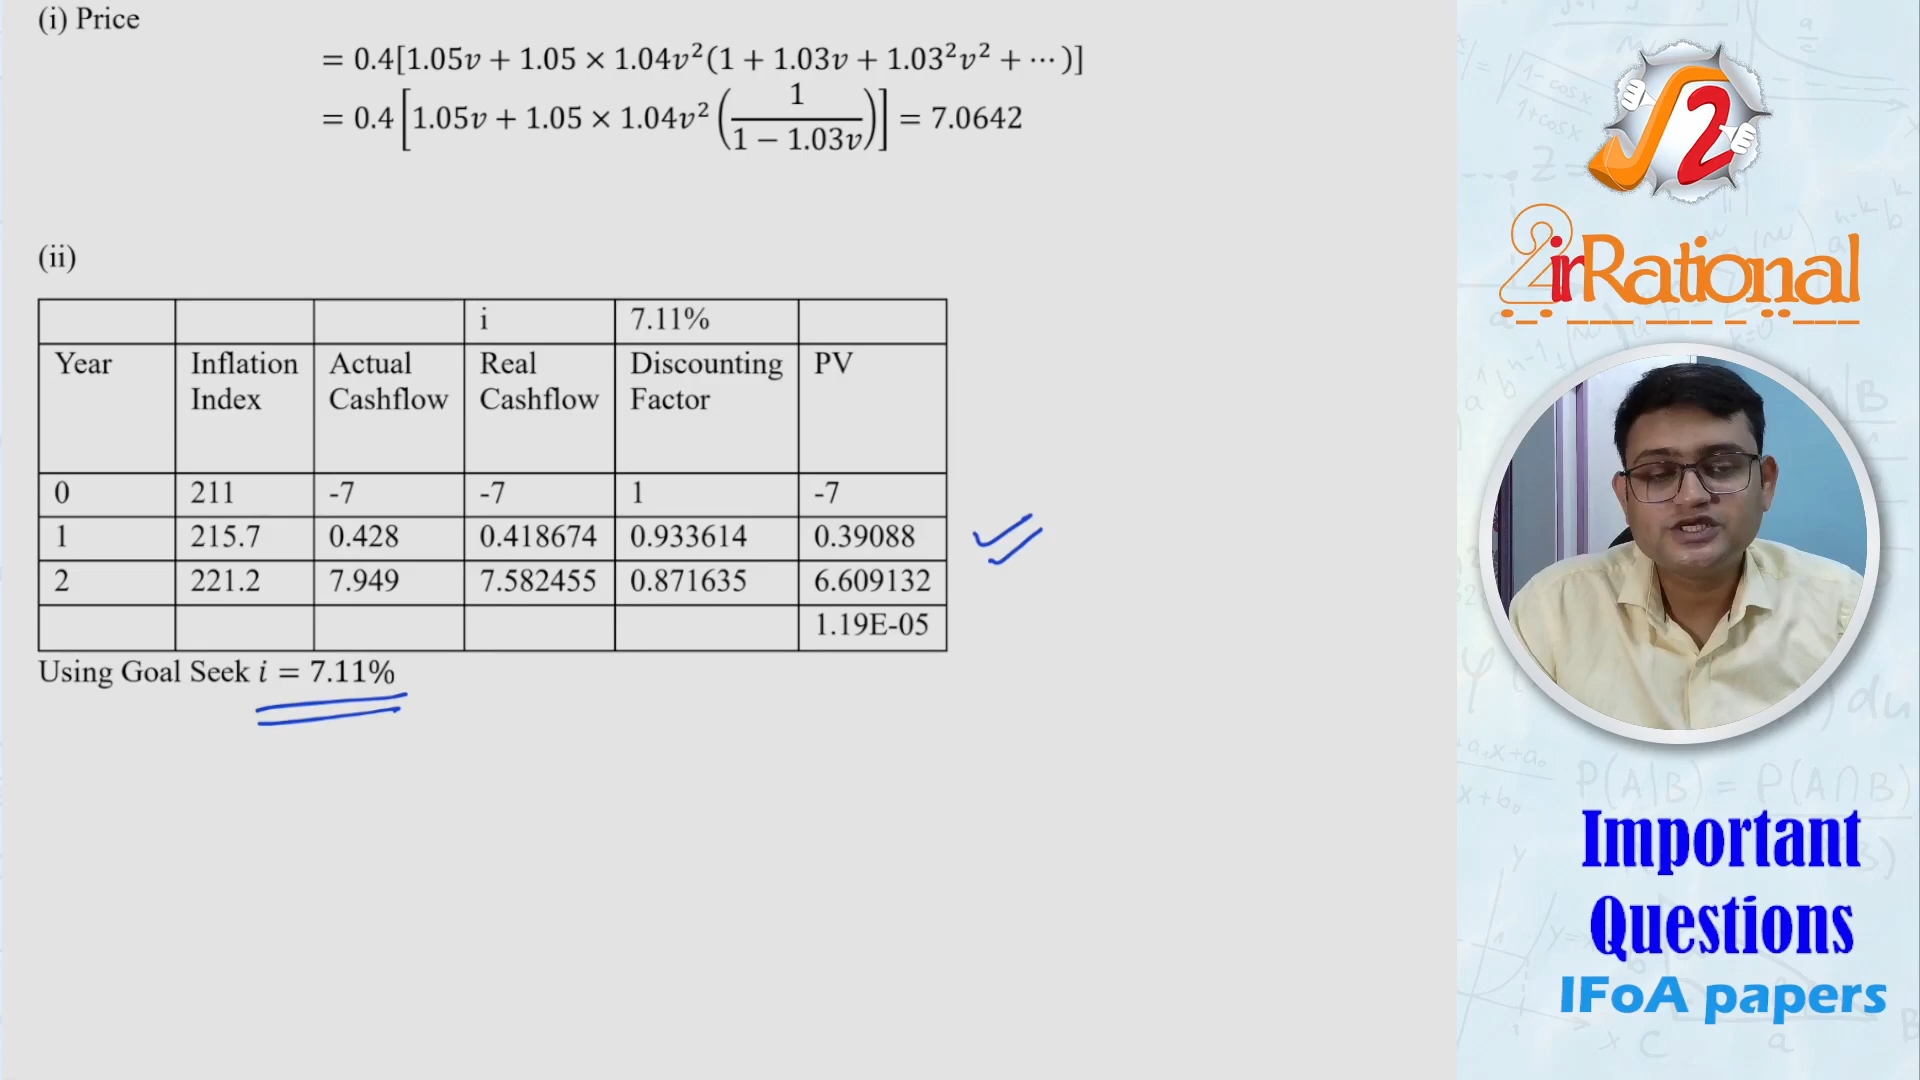 (i) Price
= 0.4[1.05v + 1.05 × 1.04v²(1 + 1.03v + 1.03²v² + ⋯ )]
= 0.4 [1.05v + 1.05 × 1.04v² (1 / (1 − 1.03v))] = 7.0642
(ii)
i 7.11%
Year Inflation Index Actual Cashflow Real Cashflow Discounting Factor PV
0 211 -7 -7 1 -7
1 215.7 0.428 0.418674 0.933614 0.39088
2 221.2 7.949 7.582455 0.871635 6.609132
1.19E-05
Using Goal Seek i = 7.11%
√2
2irRational
Important
Questions
IFoA papers